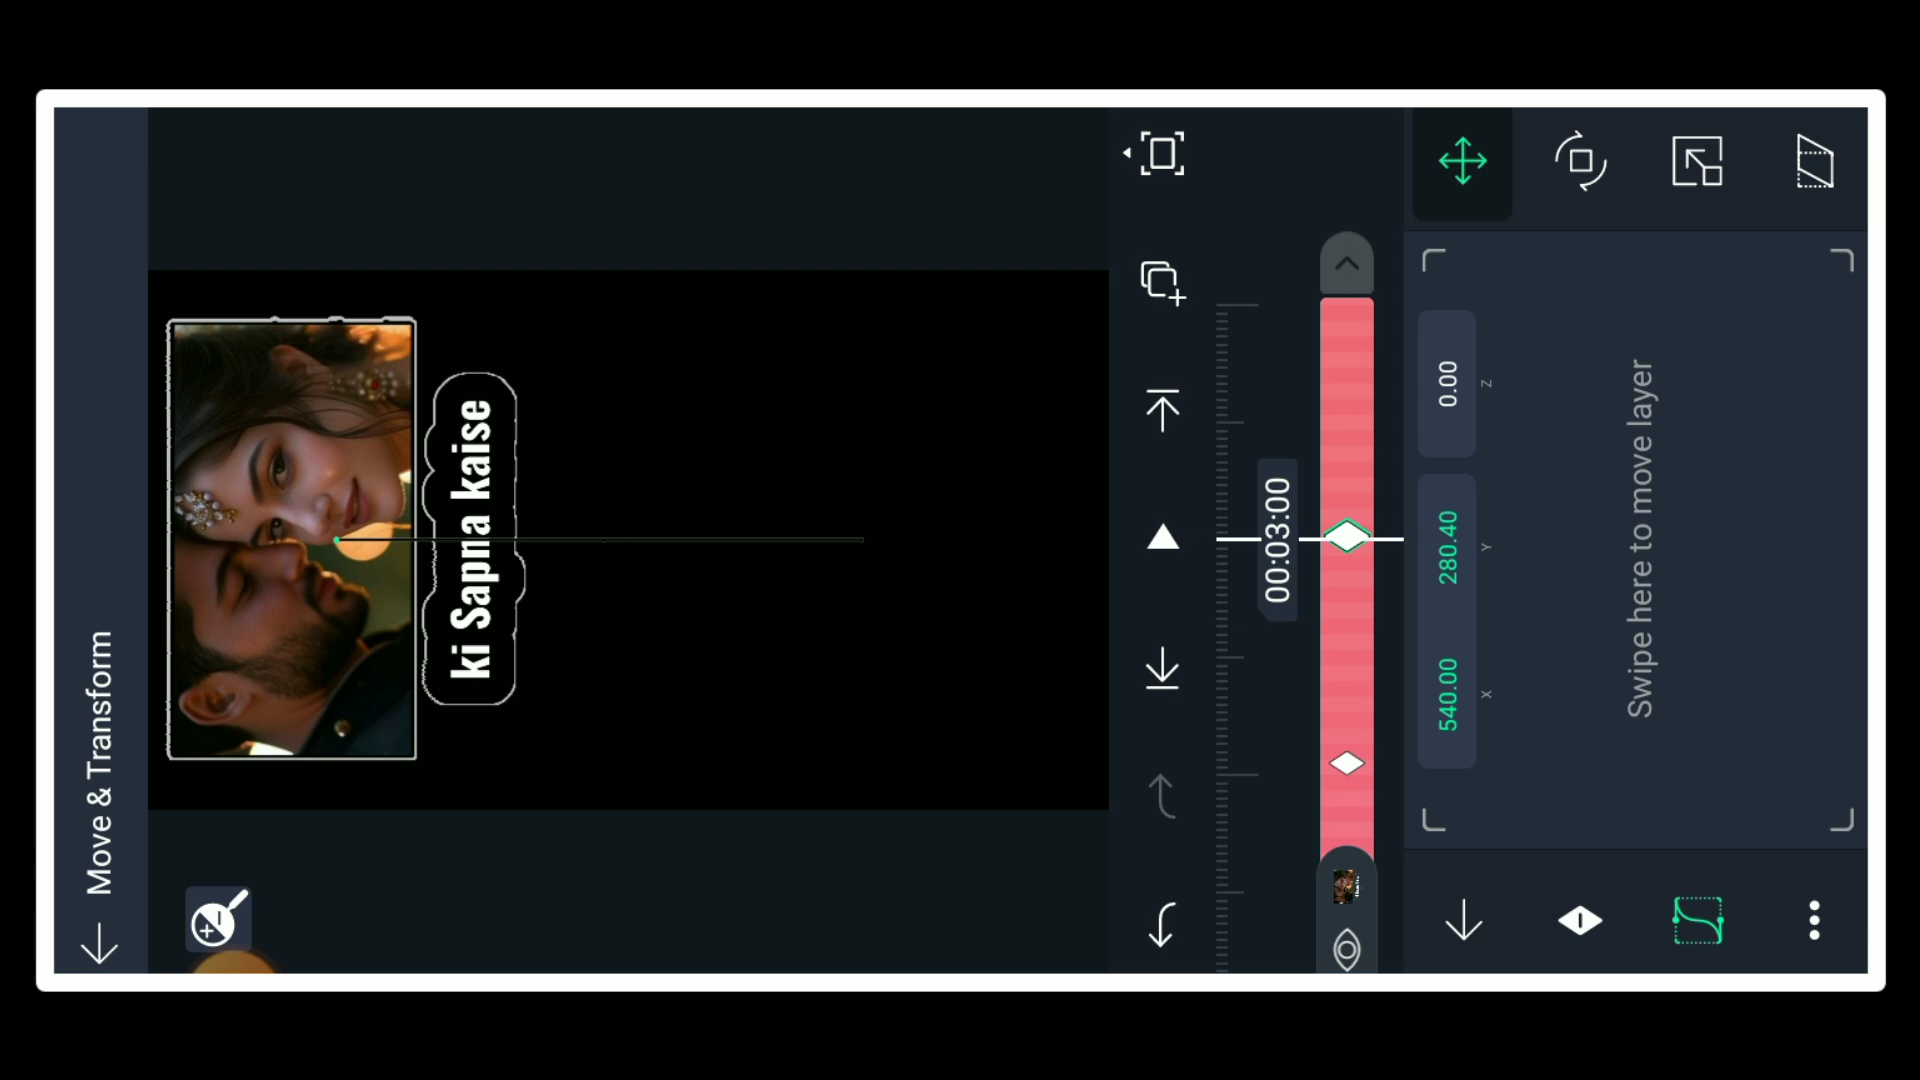 Move & Transform
ki Sapna kaise
00:03:00
540.00
X
280.40
Y
0.00
Z
Swipe here to move layer